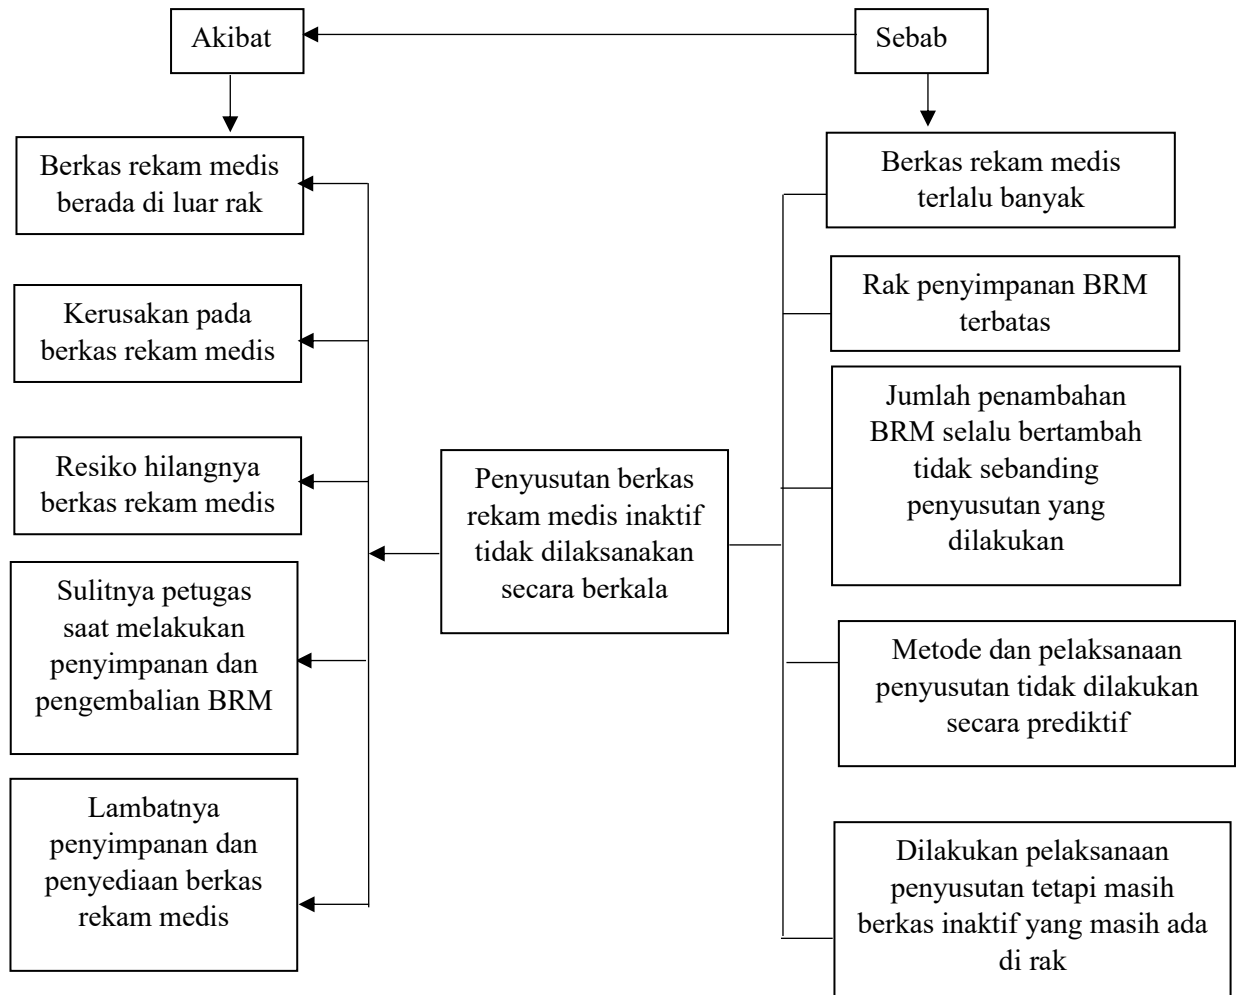 Akibat
Sebab
Berkas rekam medis
berada di luar rak
Kerusakan pada
berkas rekam medis
Resiko hilangnya
berkas rekam medis
Sulitnya petugas
saat melakukan
penyimpanan dan
pengembalian BRM
Lambatnya
penyimpanan dan
penyediaan berkas
rekam medis
Penyusutan berkas
rekam medis inaktif
tidak dilaksanakan
secara berkala
Berkas rekam medis
terlalu banyak
Rak penyimpanan BRM
terbatas
Jumlah penambahan
BRM selalu bertambah
tidak sebanding
penyusutan yang
dilakukan
Metode dan pelaksanaan
penyusutan tidak dilakukan
secara prediktif
Dilakukan pelaksanaan
penyusutan tetapi masih
berkas inaktif yang masih ada
di rak